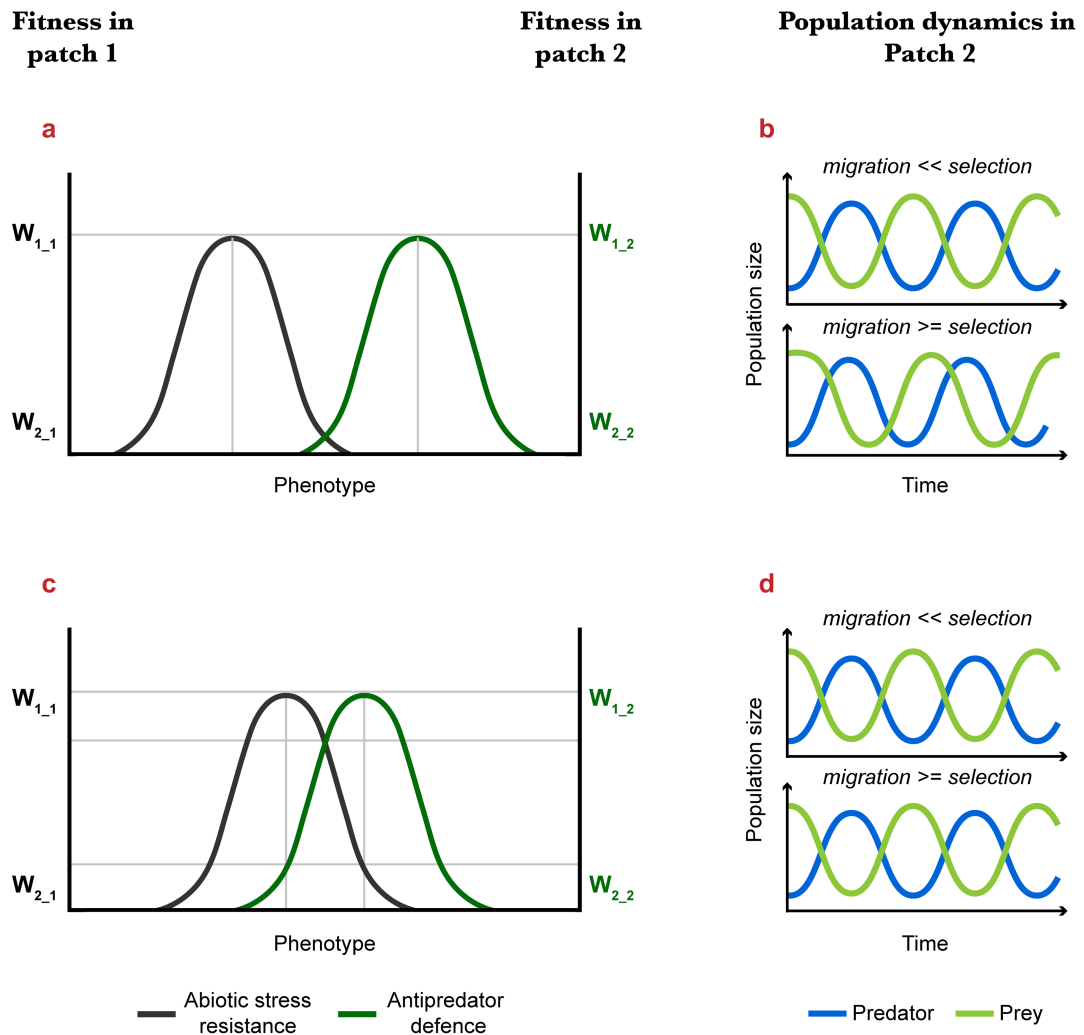 Fitness in
patch 1
Fitness in
patch 2
Population dynamics in
Patch 2
a
W1_1
W2_1
W1_2
W2_2
Phenotype
b
migration << selection
migration >= selection
Population size
Time
c
W1_1
W2_1
W1_2
W2_2
Phenotype
d
migration << selection
migration >= selection
Population size
Time
Abiotic stress
resistance
Antipredator
defence
Predator
Prey